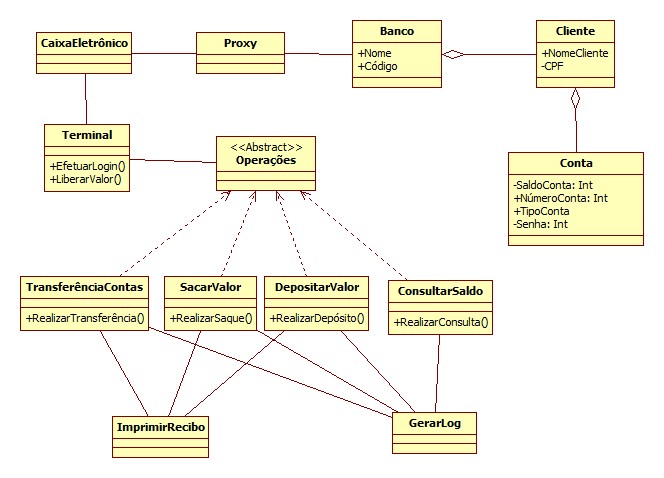 CaixaEletrônico
Proxy
Banco
+Nome
+Código
Cliente
+NomeCliente
-CPF
Terminal
+EfetuarLogin()
+LiberarValor()
<<Abstract>>
Operações
Conta
-SaldoConta: Int
+NúmeroConta: Int
+TipoConta
-Senha: Int
TransferênciaContas
+RealizarTransferência()
SacarValor
+RealizarSaque()
DepositarValor
+RealizarDepósito()
ConsultarSaldo
+RealizarConsulta()
ImprimirRecibo
GerarLog